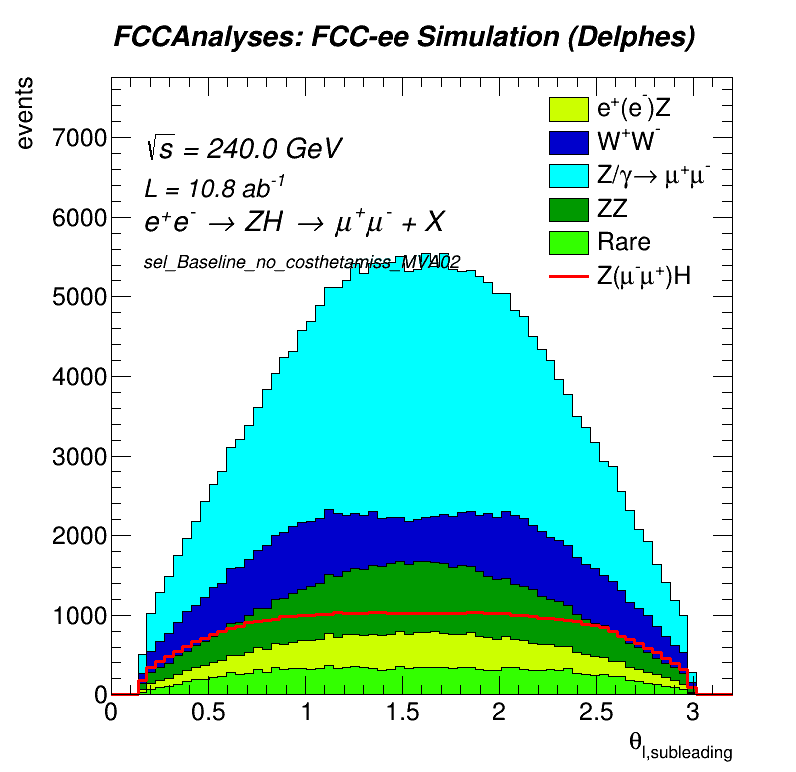 FCCAnalyses: FCC-ee Simulation (Delphes)
events
√s = 240.0 GeV
L = 10.8 ab⁻¹
e⁺e⁻ → ZH → μ⁺μ⁻ + X
sel_Baseline_no_costhetamiss_MVA02
e⁺(e⁻)Z
W⁺W⁻
Z/γ→ μ⁺μ⁻
ZZ
Rare
Z(μ⁻μ⁺)H
7000
6000
5000
4000
3000
2000
1000
0
0 0.5 1 1.5 2 2.5 3
θl,subleading